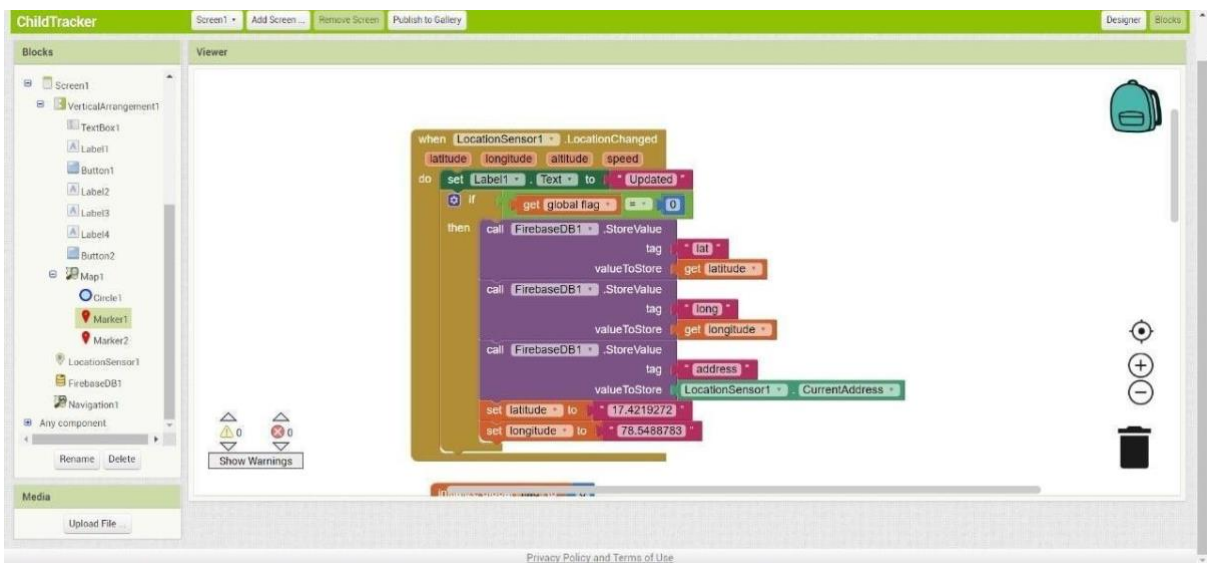 ChildTracker Screen1 Add Screen ... Remove Screen Publish to Gallery Designer Blocks
Blocks
Viewer
Screen1
VerticalArrangement1
TextBox1
Label1
Button1
Label2
Label3
Label4
Button2
Map1
Circle1
Marker1
Marker2
LocationSensor1
FirebaseDB1
Navigation1
Any component
Rename Delete
Media
Upload File ...
when LocationSensor1 .LocationChanged
latitude longitude altitude speed
do set Label1 . Text to " Updated "
if get global flag = 0
then call FirebaseDB1 .StoreValue
tag " lat "
valueToStore get latitude
call FirebaseDB1 .StoreValue
tag " long "
valueToStore get longitude
call FirebaseDB1 .StoreValue
tag " address "
valueToStore LocationSensor1 . CurrentAddress
set latitude to " 17.4219272 "
set longitude to " 78.5488783 "
0 0
Show Warnings
Privacy Policy and Terms of Use